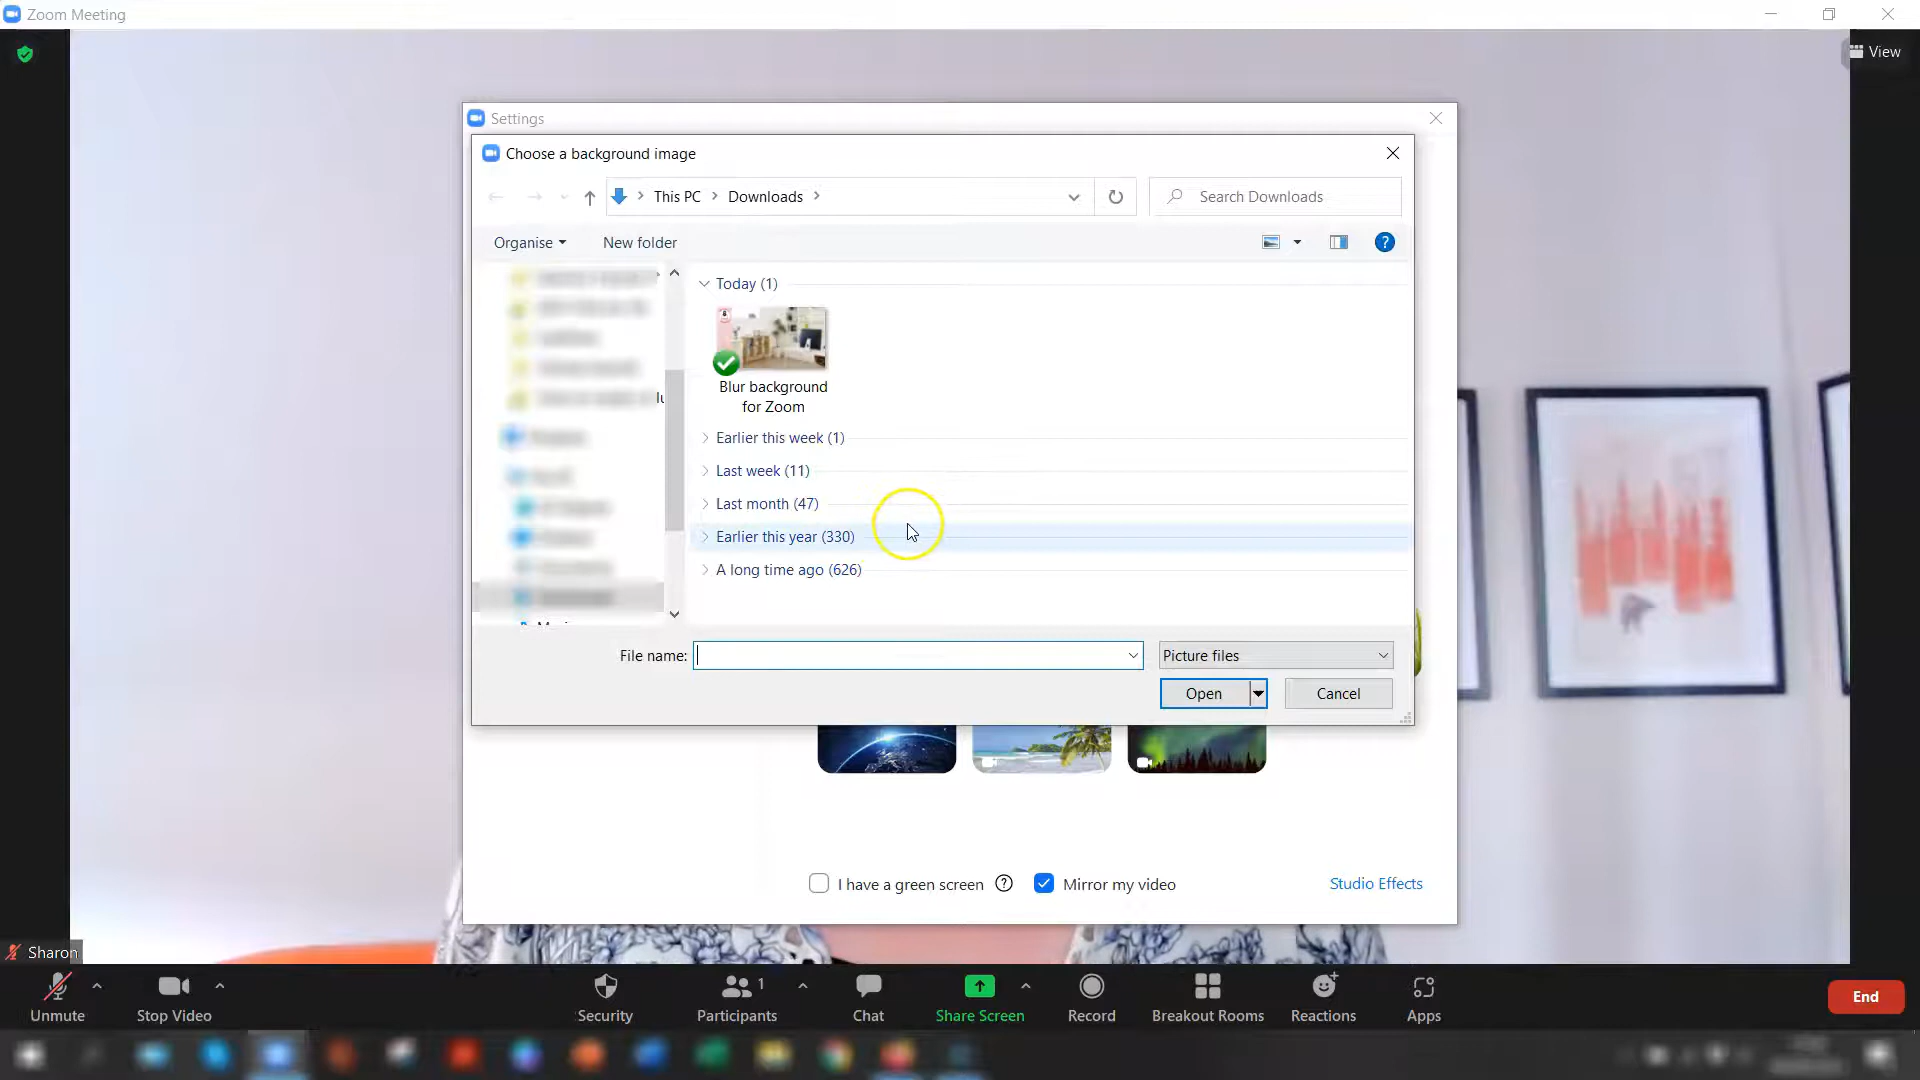 Zoom Meeting
View
Settings
Choose a background image
This PC
Downloads
Search Downloads
Organise
New folder
Today (1)
Blur background
for Zoom
Earlier this week (1)
Last week (11)
Last month (47)
Earlier this year (330)
A long time ago (626)
File name:
Picture files
Open
Cancel
I have a green screen
Mirror my video
Studio Effects
Sharon
Unmute
Stop Video
Security
1
Participants
Chat
Share Screen
Record
Breakout Rooms
Reactions
Apps
End